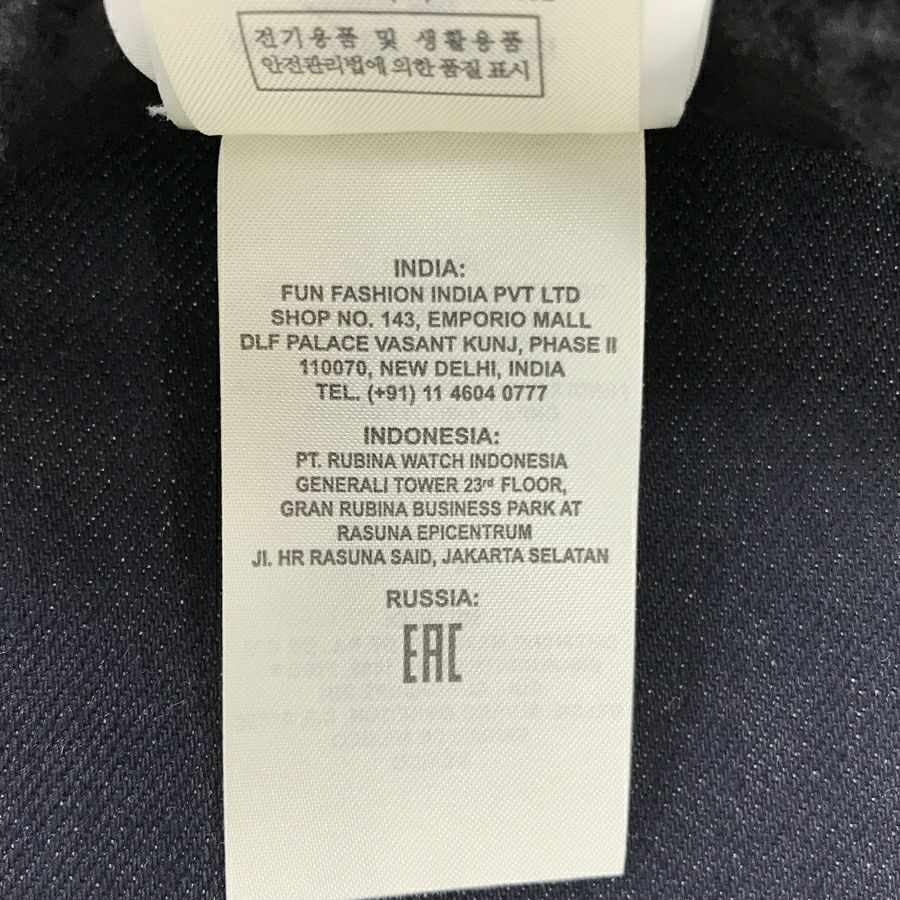 전기용품 및 생활용품
안전관리법에 의한 품질 표시
INDIA:
FUN FASHION INDIA PVT LTD
SHOP NO. 143, EMPORIO MALL
DLF PALACE VASANT KUNJ, PHASE II
110070, NEW DELHI, INDIA
TEL. (+91) 11 4604 0777
INDONESIA:
PT. RUBINA WATCH INDONESIA
GENERALI TOWER 23rd FLOOR,
GRAN RUBINA BUSINESS PARK AT
RASUNA EPICENTRUM
Jl. HR RASUNA SAID, JAKARTA SELATAN
RUSSIA:
EAC